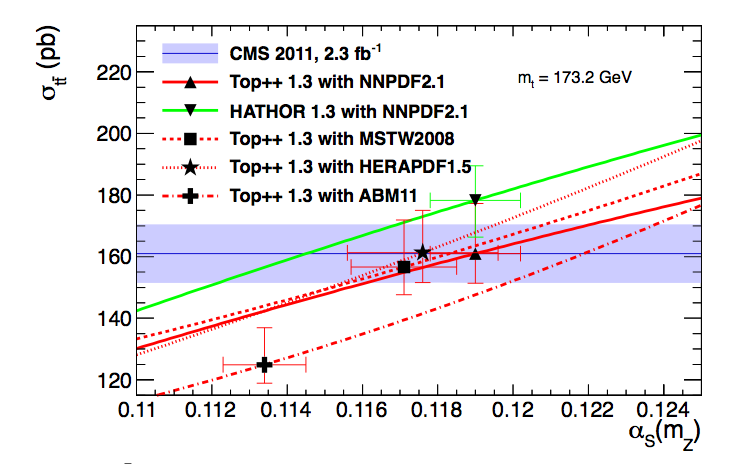 σtt̄ (pb)
CMS 2011, 2.3 fb⁻¹
Top++ 1.3 with NNPDF2.1
mt = 173.2 GeV
HATHOR 1.3 with NNPDF2.1
Top++ 1.3 with MSTW2008
Top++ 1.3 with HERAPDF1.5
Top++ 1.3 with ABM11
220
200
180
160
140
120
0.11 0.112 0.114 0.116 0.118 0.12 0.122 0.124
αS(mZ)